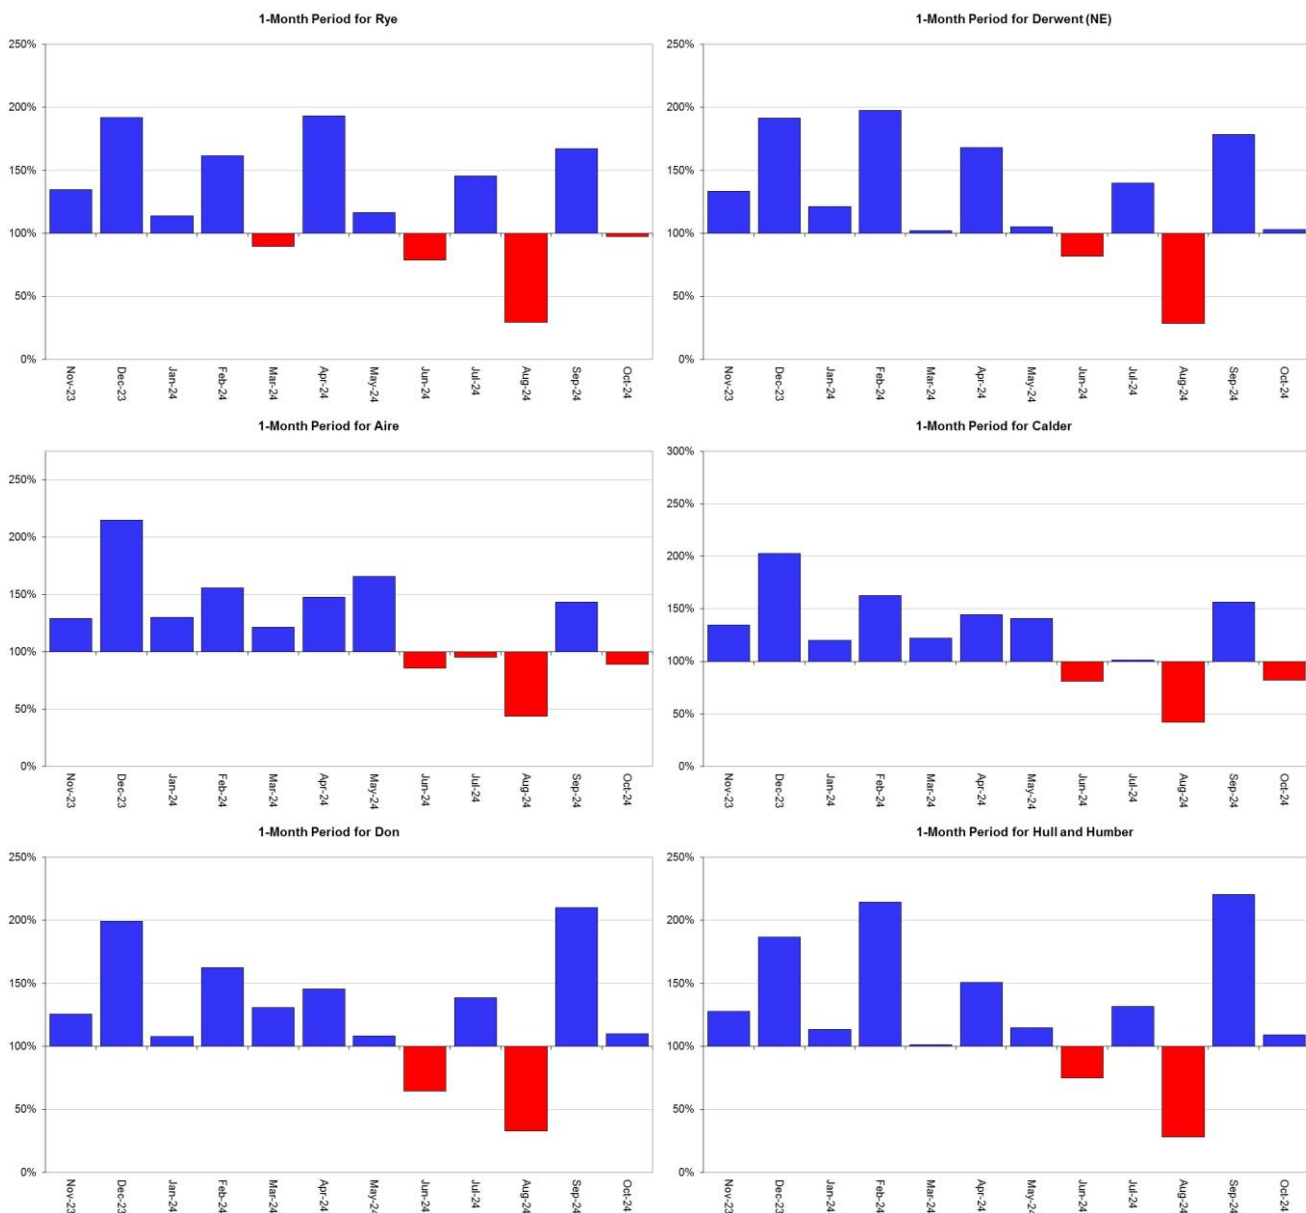 1-Month Period for Rye
250%
200%
150%
100%
50%
0%
Nov-23
Dec-23
Jan-24
Feb-24
Mar-24
Apr-24
May-24
Jun-24
Jul-24
Aug-24
Sep-24
Oct-24
1-Month Period for Derwent (NE)
250%
200%
150%
100%
50%
0%
Nov-23
Dec-23
Jan-24
Feb-24
Mar-24
Apr-24
May-24
Jun-24
Jul-24
Aug-24
Sep-24
Oct-24
1-Month Period for Aire
250%
200%
150%
100%
50%
0%
Nov-23
Dec-23
Jan-24
Feb-24
Mar-24
Apr-24
May-24
Jun-24
Jul-24
Aug-24
Sep-24
Oct-24
1-Month Period for Calder
300%
250%
200%
150%
100%
50%
0%
Nov-23
Dec-23
Jan-24
Feb-24
Mar-24
Apr-24
May-24
Jun-24
Jul-24
Aug-24
Sep-24
Oct-24
1-Month Period for Don
250%
200%
150%
100%
50%
0%
Nov-23
Dec-23
Jan-24
Feb-24
Mar-24
Apr-24
May-24
Jun-24
Jul-24
Aug-24
Sep-24
Oct-24
1-Month Period for Hull and Humber
250%
200%
150%
100%
50%
0%
Nov-23
Dec-23
Jan-24
Feb-24
Mar-24
Apr-24
May-24
Jun-24
Jul-24
Aug-24
Sep-24
Oct-24